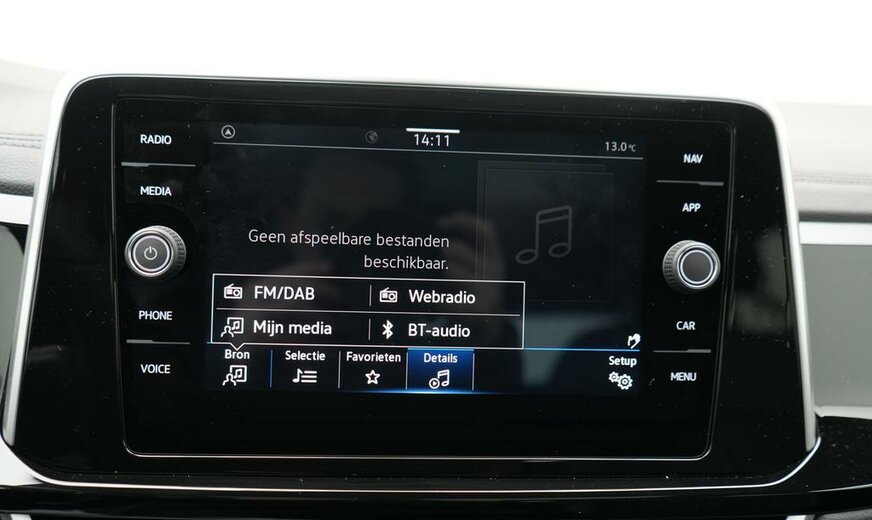 RADIO
MEDIA
PHONE
VOICE
14:11
13.0°C
Geen afspeelbare bestanden
beschikbaar.
FM/DAB
Webradio
Mijn media
BT-audio
Bron
Selectie
Favorieten
Details
Setup
NAV
APP
CAR
MENU